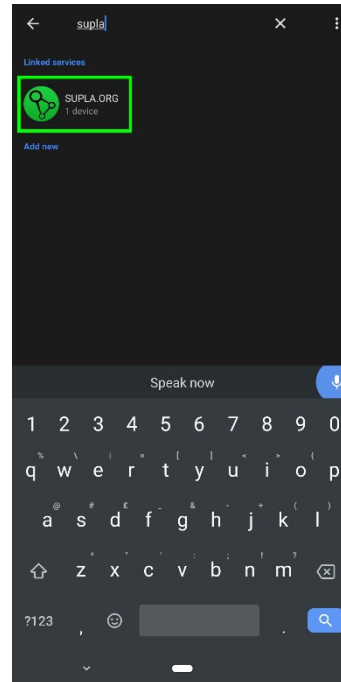 supla
Linked services
SUPLA.ORG
1 device
Add new
Speak now
1 2 3 4 5 6 7 8 9 0
q w e r t y u i o p
a s d f g h j k l
z x c v b n m
?123 , .